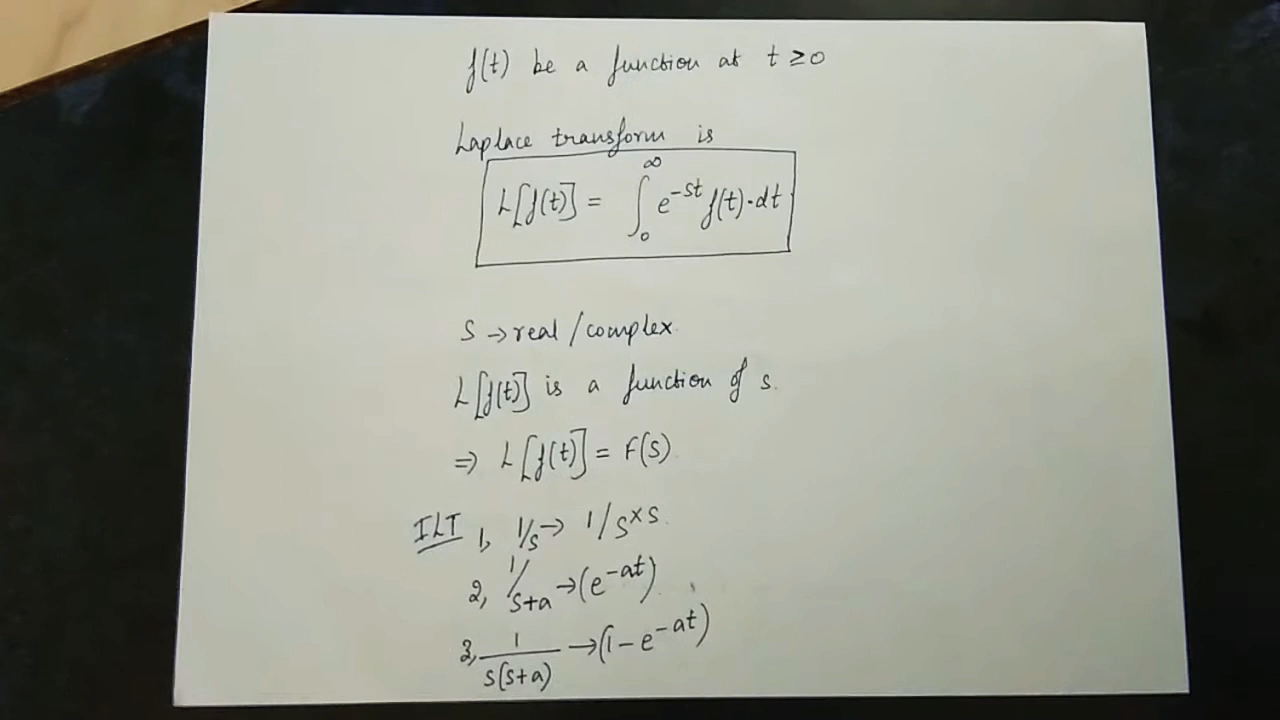 f(t) be a function at t ≥ 0
Laplace transform is
L[f(t)] = ∫₀^∞ e^-st f(t)·dt
S → real / complex.
L[f(t)] is a function of s.
⇒ L[f(t)] = F(S)
ILT 1, 1/s → 1/s×s.
2, 1/s+a → (e^-at)
3, 1/s(s+a) → (1 - e^-at)